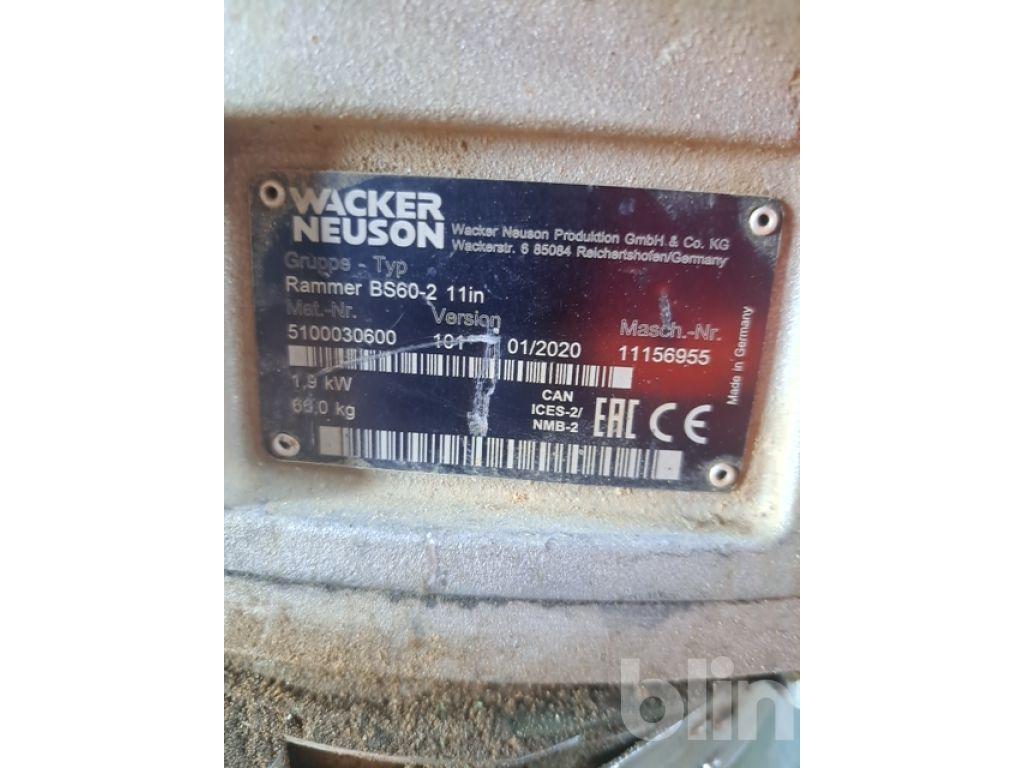 WACKER
NEUSON
Wacker Neuson Produktion GmbH & Co. KG
Wackerstr. 6 85084 Reichertshofen/Germany
Gruppe - Typ
Rammer BS60-2 11in
Mat.-Nr. Version Masch.-Nr.
5100030600 101 01/2020 11156955
1,9 kW
66,0 kg
CAN
ICES-2/
NMB-2
EAC CE
Made in Germany
blin